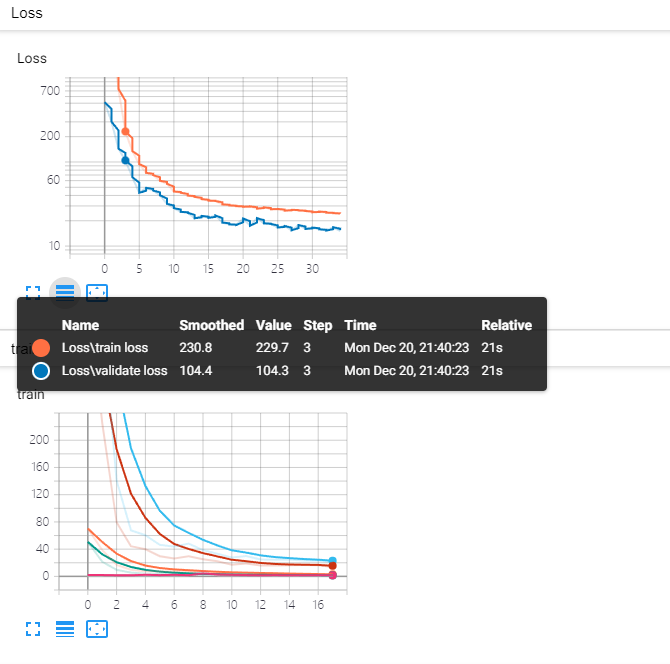 Loss
Loss
700
200
60
10
0 5 10 15 20 25 30
Name Smoothed Value Step Time Relative
Loss\train loss 230.8 229.7 3 Mon Dec 20, 21:40:23 21s
Loss\validate loss 104.4 104.3 3 Mon Dec 20, 21:40:23 21s
train
200
160
120
80
40
0
0 2 4 6 8 10 12 14 16